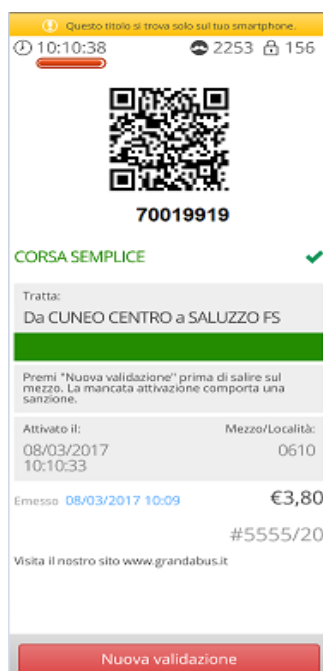 Questo titolo si trova solo sul tuo smartphone.
10:10:38 2253 156
70019919
CORSA SEMPLICE
Tratta:
Da CUNEO CENTRO a SALUZZO FS
Premi "Nuova validazione" prima di salire sul
mezzo. La mancata attivazione comporta una
sanzione.
Attivato il: Mezzo/Località:
08/03/2017 0610
10:10:33
Emesso 08/03/2017 10:09 €3,80
#5555/20
Visita il nostro sito www.grandabus.it
Nuova validazione